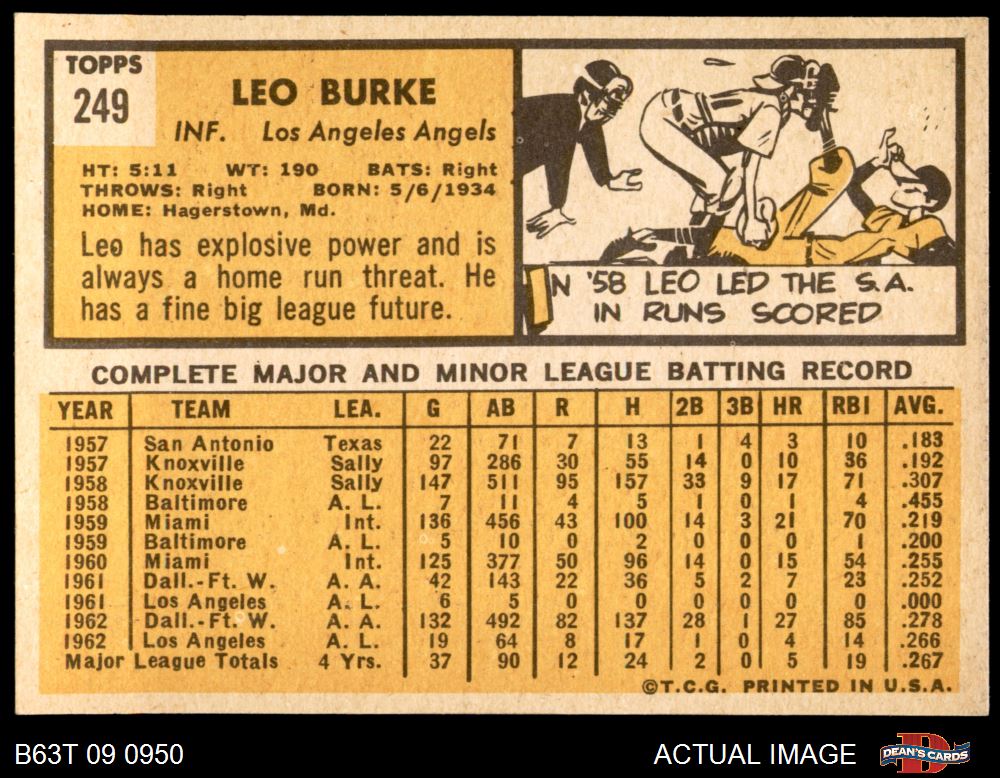 TOPPS
249
LEO BURKE
INF. Los Angeles Angels
HT: 5:11 WT: 190 BATS: Right
THROWS: Right BORN: 5/6/1934
HOME: Hagerstown, Md.
Leo has explosive power and is
always a home run threat. He
has a fine big league future.
IN '58 LEO LED THE S.A.
IN RUNS SCORED
COMPLETE MAJOR AND MINOR LEAGUE BATTING RECORD
YEAR TEAM LEA. G AB R H 2B 3B HR RBI AVG.
1957 San Antonio Texas 22 71 7 13 1 4 3 10 .183
1957 Knoxville Sally 97 286 30 55 14 0 10 36 .192
1958 Knoxville Sally 147 511 95 157 33 9 17 71 .307
1958 Baltimore A. L. 7 11 4 5 1 0 1 4 .455
1959 Miami Int. 136 456 43 100 14 3 21 70 .219
1959 Baltimore A. L. 5 10 0 2 0 0 0 1 .200
1960 Miami Int. 125 377 50 96 14 0 15 54 .255
1961 Dall.-Ft. W. A. A. 42 143 22 36 5 2 7 23 .252
1961 Los Angeles A. L. 6 5 0 0 0 0 0 0 .000
1962 Dall.-Ft. W. A. A. 132 492 82 137 28 1 27 85 .278
1962 Los Angeles A. L. 19 64 8 17 1 0 4 14 .266
Major League Totals 4 Yrs. 37 90 12 24 2 0 5 19 .267
©T.C.G. PRINTED IN U.S.A.
B63T 09 0950 ACTUAL IMAGE DEAN'S CARDS